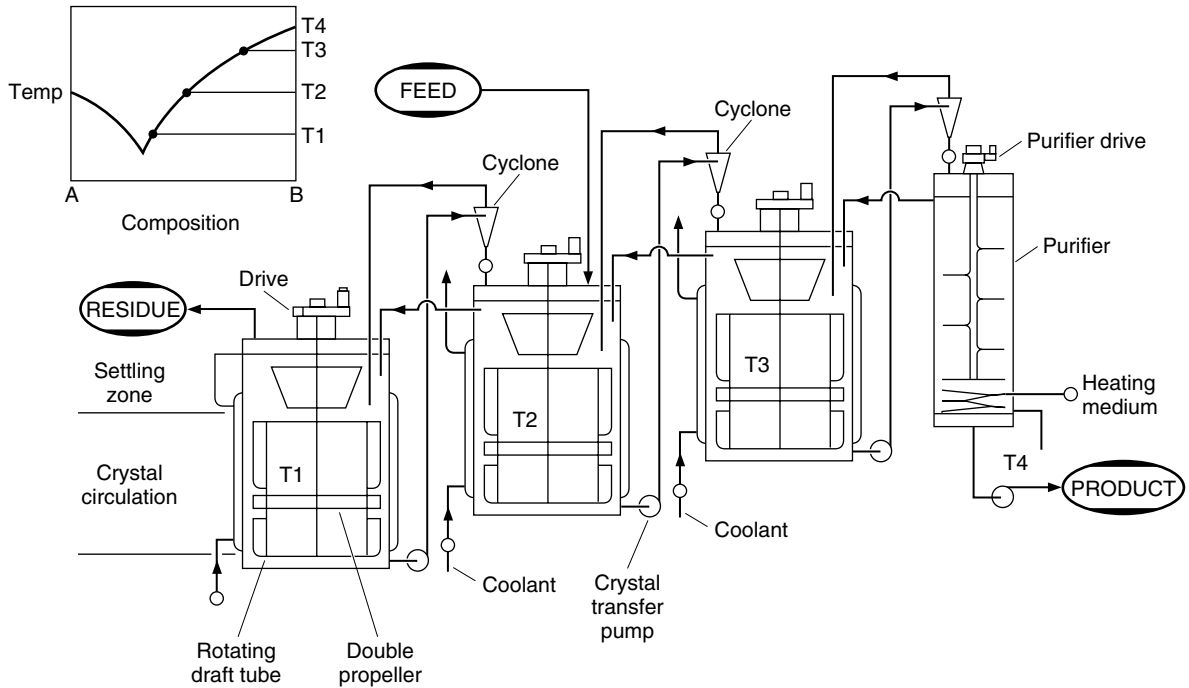 T4
T3
Temp
T2
T1
A
B
Composition
FEED
Cyclone
Cyclone
Purifier drive
Purifier
Drive
RESIDUE
Settling
zone
Crystal
circulation
T1
T2
T3
Heating
medium
T4
PRODUCT
Coolant
Coolant
Crystal
transfer
pump
Rotating
draft tube
Double
propeller